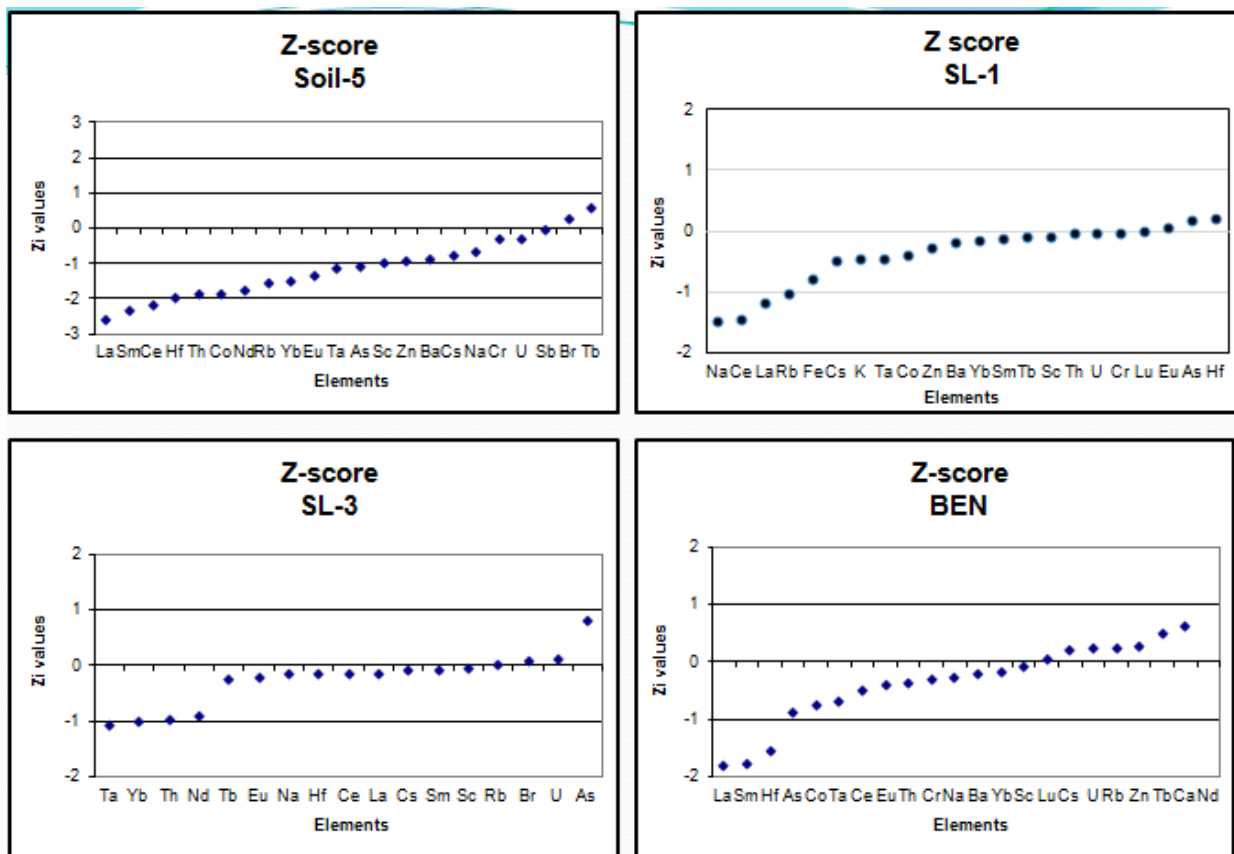 Z-score
Soil-5
3
2
1
0
-1
-2
-3
Zi values
La Sm Ce Hf Th Co Nd Rb Yb Eu Ta As Sc Zn Ba Cs Na Cr U Sb Br Tb
Elements
Z score
SL-1
2
1
0
-1
-2
Zi values
Na Ce La Rb Fe Cs K Ta Co Zn Ba Yb Sm Tb Sc Th U Cr Lu Eu As Hf
Elements
Z-score
SL-3
2
1
0
-1
-2
Zi values
Ta Yb Th Nd Tb Eu Na Hf Ce La Cs Sm Sc Rb Br U As
Elements
Z-score
BEN
2
1
0
-1
-2
Zi values
La Sm Hf As Co Ta Ce Eu Th Cr Na Ba Yb Sc Lu Cs U Rb Zn Tb Ca Nd
Elements